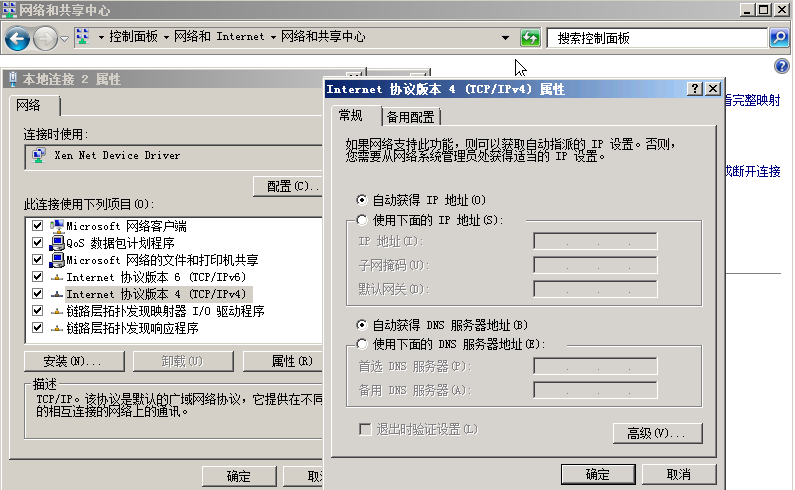 网络和共享中心
控制面板 网络和 Internet 网络和共享中心
搜索控制面板
看完整映射
或断开连接
本地连接 2 属性
网络
连接时使用:
Xen Net Device Driver
配置(C)..
此连接使用下列项目(O):
Microsoft 网络客户端
QoS 数据包计划程序
Microsoft 网络的文件和打印机共享
Internet 协议版本 6 (TCP/IPv6)
Internet 协议版本 4 (TCP/IPv4)
链路层拓扑发现映射器 I/O 驱动程序
链路层拓扑发现响应程序
安装(N)...
卸载(U)
属性(R)
描述
TCP/IP。该协议是默认的广域网络协议，它提供在不同
的相互连接的网络上的通讯。
确定
取
Internet 协议版本 4 (TCP/IPv4) 属性
常规
备用配置
如果网络支持此功能，则可以获取自动指派的 IP 设置。否则，
您需要从网络系统管理员处获得适当的 IP 设置。
自动获得 IP 地址(O)
使用下面的 IP 地址(S):
IP 地址(I):
子网掩码(U):
默认网关(D):
自动获得 DNS 服务器地址(B)
使用下面的 DNS 服务器地址(E):
首选 DNS 服务器(P):
备用 DNS 服务器(A):
退出时验证设置(L)
高级(V)...
确定
取消